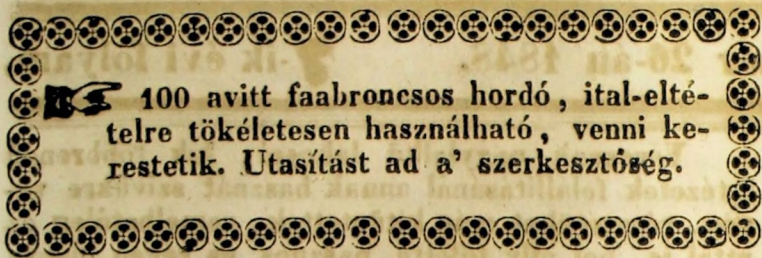 100 avitt faabroncsos hordó, ital-elté-
telre tökéletesen használható, venni ke-
restetik. Utasítást ad a' szerkesztőség.